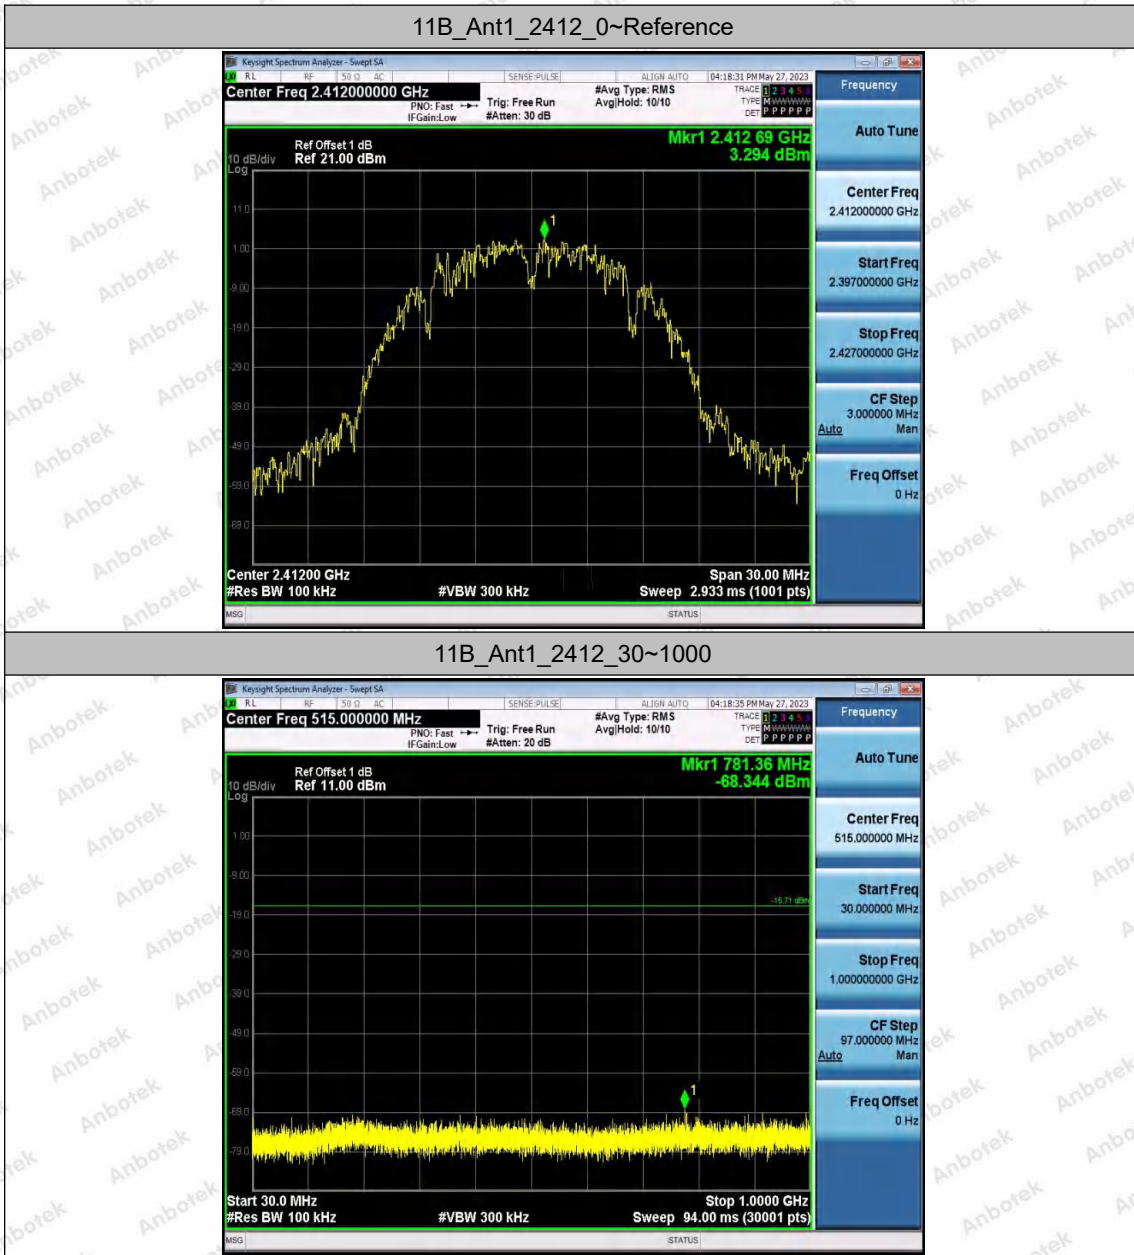 11B_Ant1_2412_0~Reference
Keysight Spectrum Analyzer - Swept SA
RL RF 50 Ω AC SENSE:PULSE ALIGN AUTO 04:18:31 PM May 27, 2023
Center Freq 2.412000000 GHz
PNO: Fast
IFGain:Low
Trig: Free Run
#Atten: 30 dB
#Avg Type: RMS
Avg|Hold: 10/10
TRACE 1 2 3 4 5
TYPE M
DET P P P P P P
Frequency
Ref Offset 1 dB
10 dB/div Ref 21.00 dBm
Log
Mkr1 2.412 69 GHz
3.294 dBm
11.0
1.00
-9.00
-19.0
-29.0
-39.0
-49.0
-59.0
-69.0
1
Center 2.41200 GHz
#Res BW 100 kHz
#VBW 300 kHz
Span 30.00 MHz
Sweep 2.933 ms (1001 pts)
MSG STATUS
Auto Tune
Center Freq
2.412000000 GHz
Start Freq
2.397000000 GHz
Stop Freq
2.427000000 GHz
CF Step
3.000000 MHz
Auto Man
Freq Offset
0 Hz
11B_Ant1_2412_30~1000
Keysight Spectrum Analyzer - Swept SA
RL RF 50 Ω AC SENSE:PULSE ALIGN AUTO 04:18:35 PM May 27, 2023
Center Freq 515.000000 MHz
PNO: Fast
IFGain:Low
Trig: Free Run
#Atten: 20 dB
#Avg Type: RMS
Avg|Hold: 10/10
TRACE 1 2 3 4 5
TYPE M
DET P P P P P P
Frequency
Ref Offset 1 dB
10 dB/div Ref 11.00 dBm
Log
Mkr1 781.36 MHz
-68.344 dBm
1.00
-9.00
-19.0
-29.0
-39.0
-49.0
-59.0
-69.0
-79.0
-16.71 dBm
1
Start 30.0 MHz
#Res BW 100 kHz
#VBW 300 kHz
Stop 1.0000 GHz
Sweep 94.00 ms (30001 pts)
MSG STATUS
Auto Tune
Center Freq
515.000000 MHz
Start Freq
30.000000 MHz
Stop Freq
1.000000000 GHz
CF Step
97.000000 MHz
Auto Man
Freq Offset
0 Hz
Anbotek